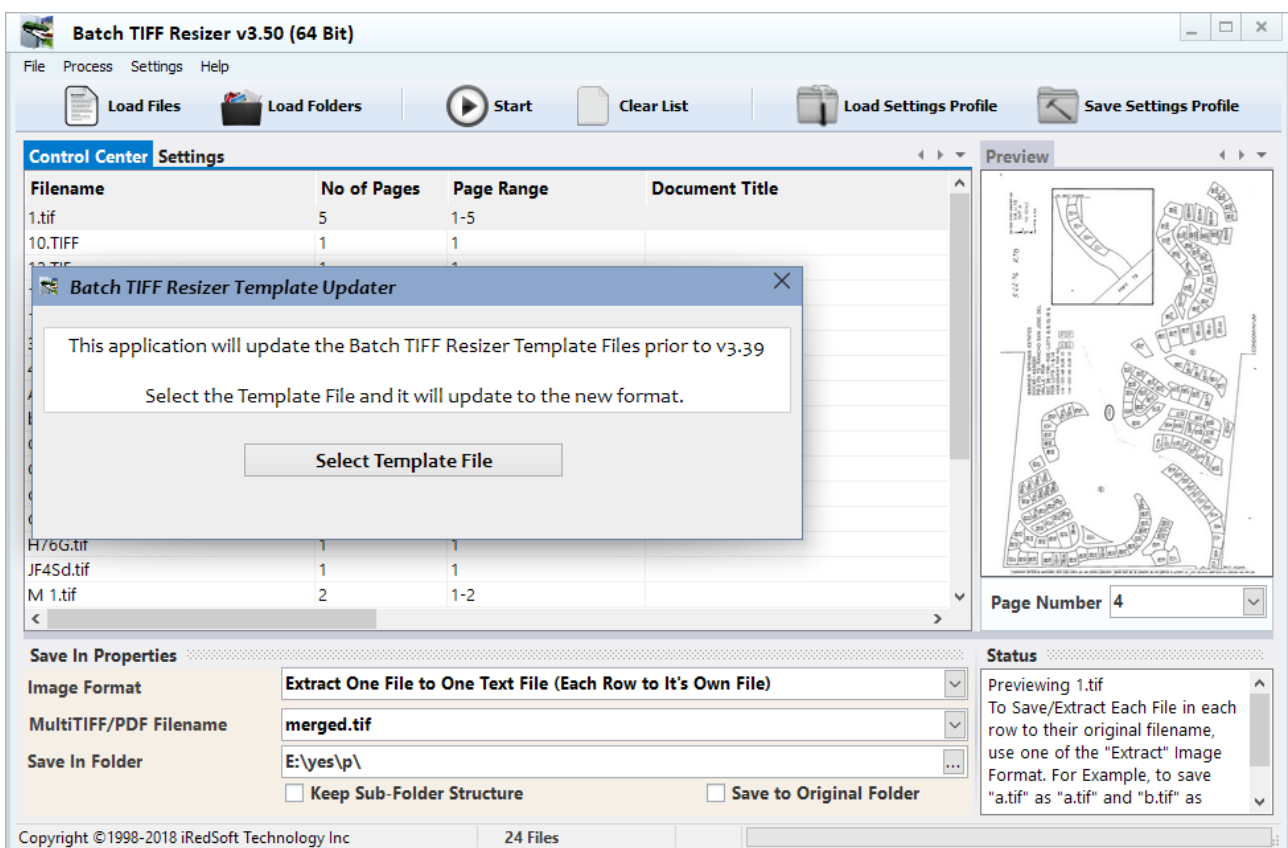 Batch TIFF Resizer v3.50 (64 Bit)
File Process Settings Help
Load Files Load Folders Start Clear List Load Settings Profile Save Settings Profile
Control Center Settings
Preview
Filename No of Pages Page Range Document Title
1.tif 5 1-5
10.TIFF 1 1
Batch TIFF Resizer Template Updater
This application will update the Batch TIFF Resizer Template Files prior to v3.39
Select the Template File and it will update to the new format.
Select Template File
H76G.tif 1 1
JF4Sd.tif 1 1
M 1.tif 2 1-2
CONDOMINIUM
Page Number 4
Save In Properties
Image Format Extract One File to One Text File (Each Row to It's Own File)
MultiTIFF/PDF Filename merged.tif
Save In Folder E:\yes\p\ ...
Keep Sub-Folder Structure Save to Original Folder
Status
Previewing 1.tif
To Save/Extract Each File in each
row to their original filename,
use one of the "Extract" Image
Format. For Example, to save
"a.tif" as "a.tif" and "b.tif" as
Copyright ©1998-2018 iRedSoft Technology Inc 24 Files